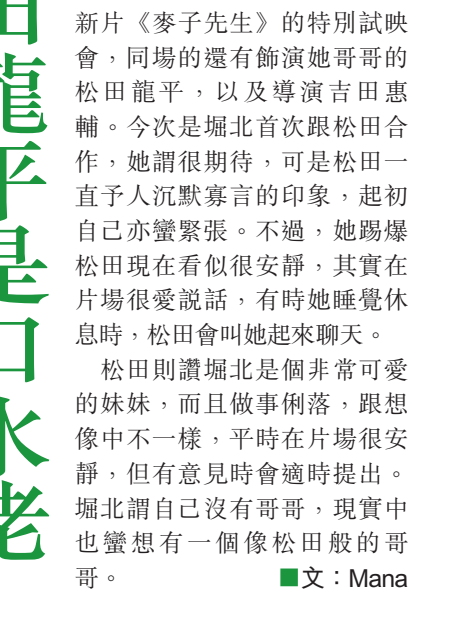 龍平是口水佬
新片《麥子先生》的特別試映
會，同場的還有飾演她哥哥的
松田龍平，以及導演吉田惠
輔。今次是堀北首次跟松田合
作，她謂很期待，可是松田一
直予人沉默寡言的印象，起初
自己亦蠻緊張。不過，她踢爆
松田現在看似很安靜，其實在
片場很愛説話，有時她睡覺休
息時，松田會叫她起來聊天。
松田則讚堀北是個非常可愛
的妹妹，而且做事俐落，跟想
像中不一樣，平時在片場很安
靜，但有意見時會適時提出。
堀北謂自己沒有哥哥，現實中
也蠻想有一個像松田般的哥
哥。 ■文：Mana